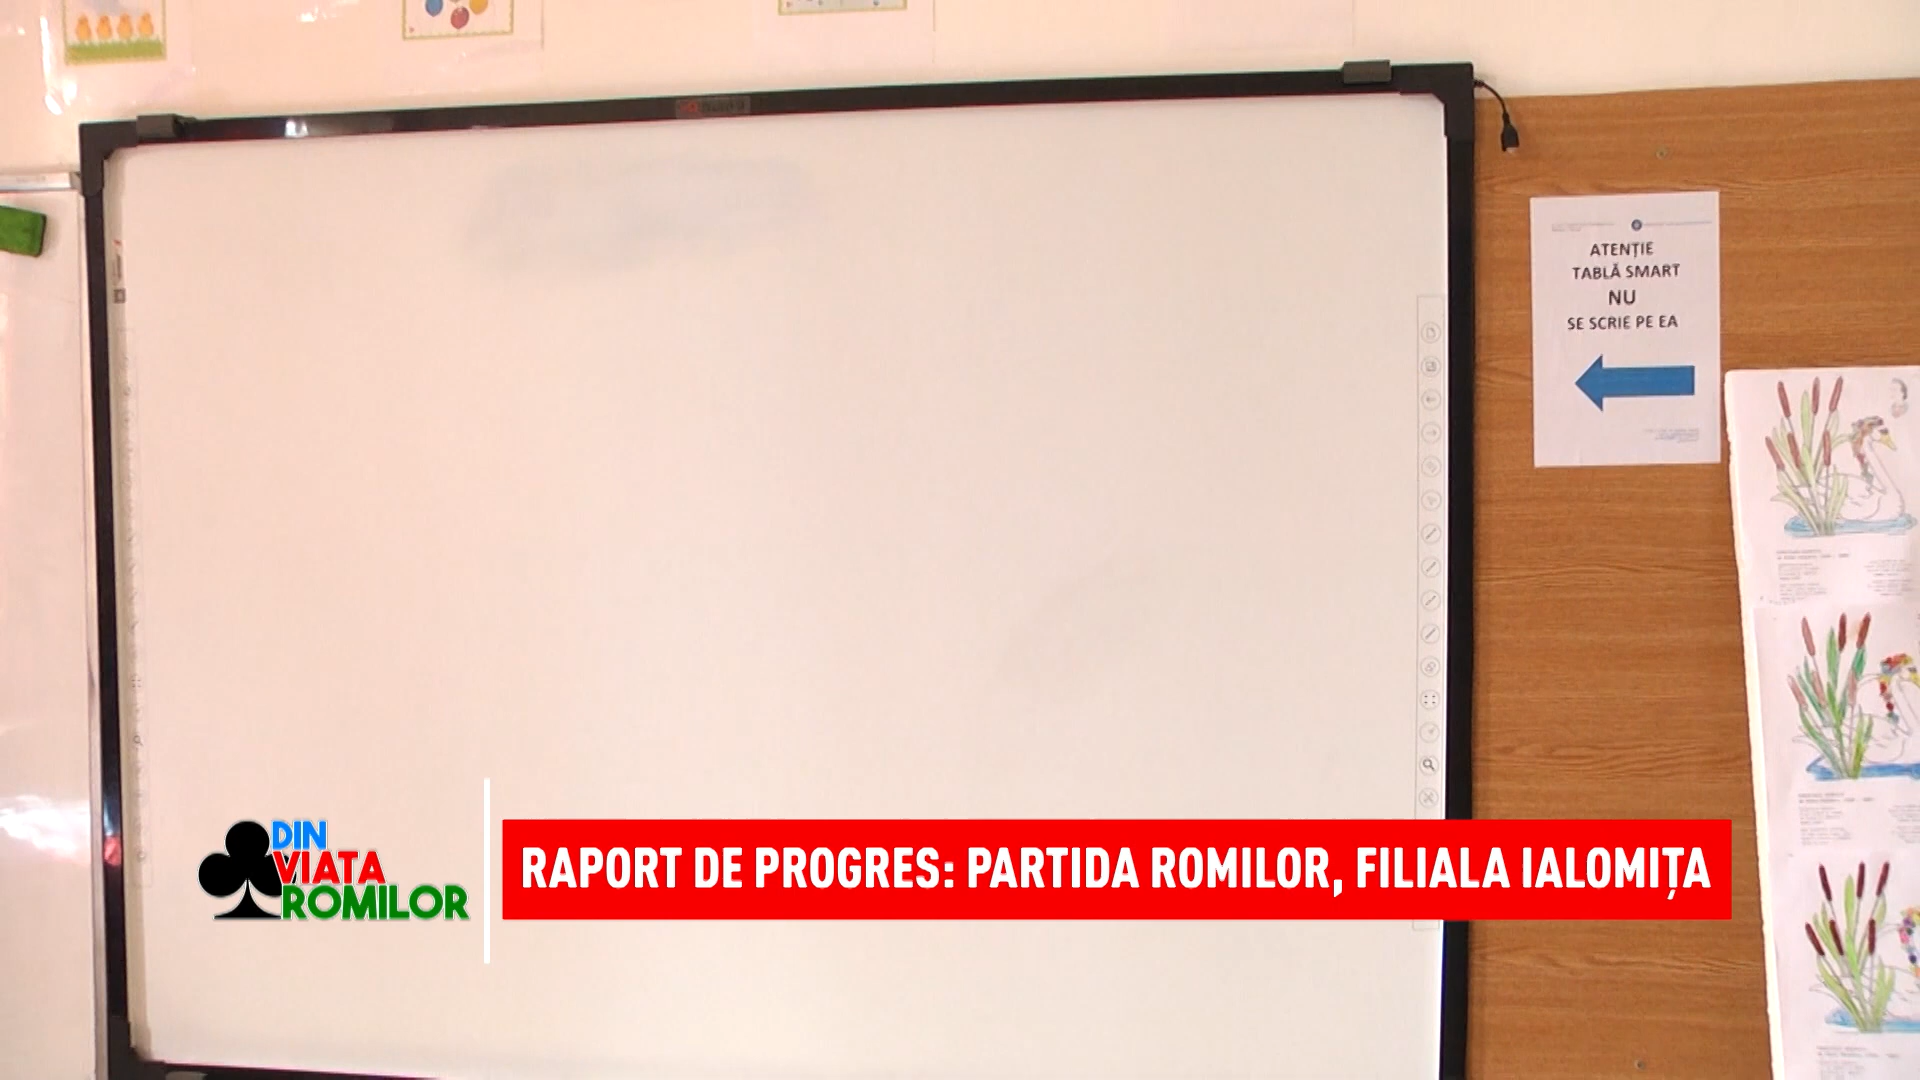 ATENȚIE
TABLĂ SMART
NU
SE SCRIE PE EA
DIN
VIATA
ROMILOR
RAPORT DE PROGRES: PARTIDA ROMILOR, FILIALA IALOMIȚA